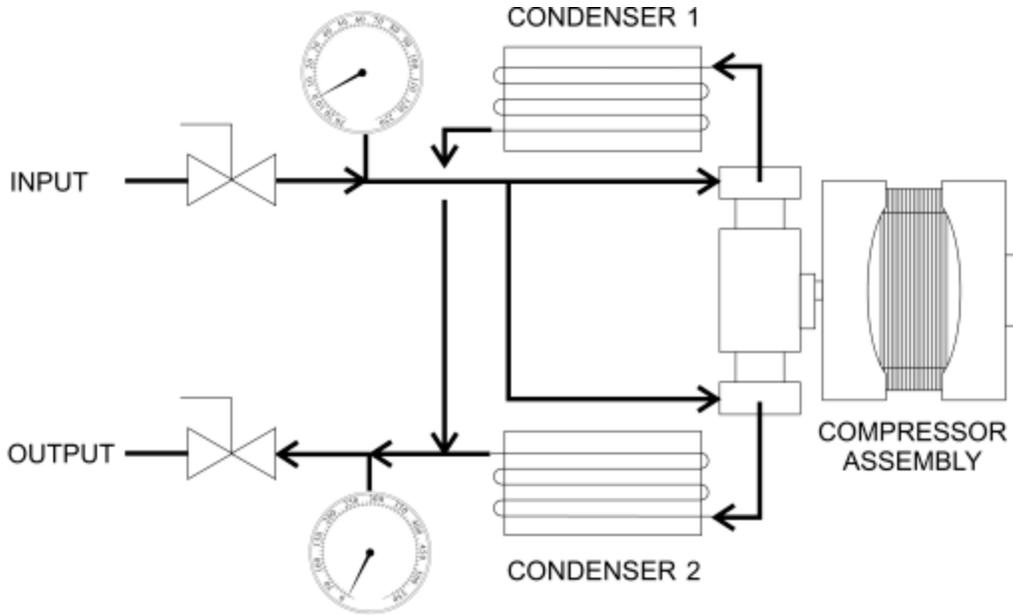 CONDENSER 1
INPUT
OUTPUT
COMPRESSOR
ASSEMBLY
CONDENSER 2